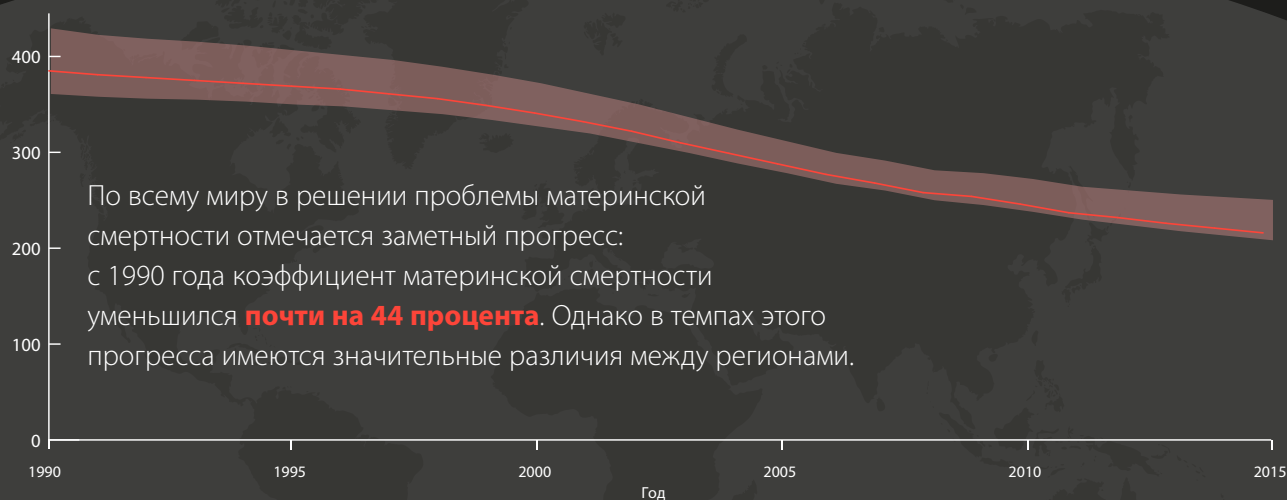 400
300
По всему миру в решении проблемы материнской
смертности отмечается заметный прогресс:
200
с 1990 года коэффициент материнской смертности
уменьшился почти на 44 процента. Однако в темпах этого
100
прогресса имеются значительные различия между регионами.
0
1990 1995 2000 2005 2010 2015
Год